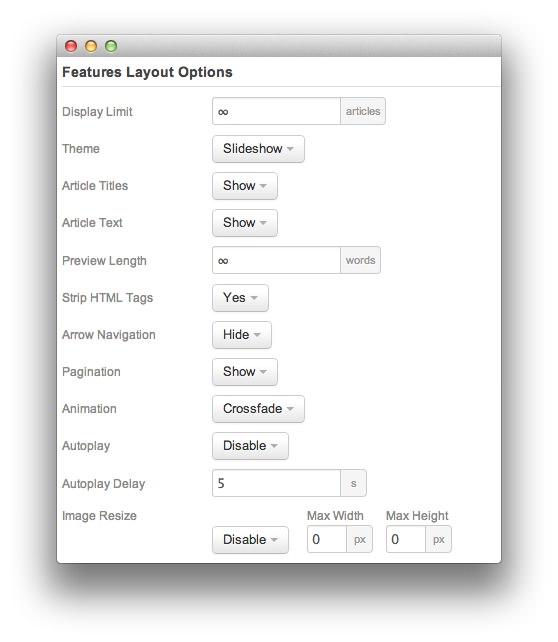 Features Layout Options
Display Limit ∞ articles
Theme Slideshow
Article Titles Show
Article Text Show
Preview Length ∞ words
Strip HTML Tags Yes
Arrow Navigation Hide
Pagination Show
Animation Crossfade
Autoplay Disable
Autoplay Delay 5 s
Image Resize Max Width Max Height
Disable 0 px 0 px